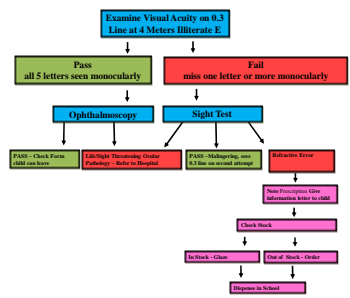 Examine Visual Acuity on 0.3
Line at 4 Meters Illiterate E
Pass
all 5 letters seen monocularly
Fail
miss one letter or more monocularly
Ophthalmoscopy
Sight Test
PASS – Check Form
child can leave
Life/Sight Threatening Ocular
Pathology – Refer to Hospital
PASS –Malingering, sees
0.3 line on second attempt
Refractive Error
Note Prescription Give
information letter to child
Check Stock
In Stock - Glaze
Out of Stock - Order
Dispense in School